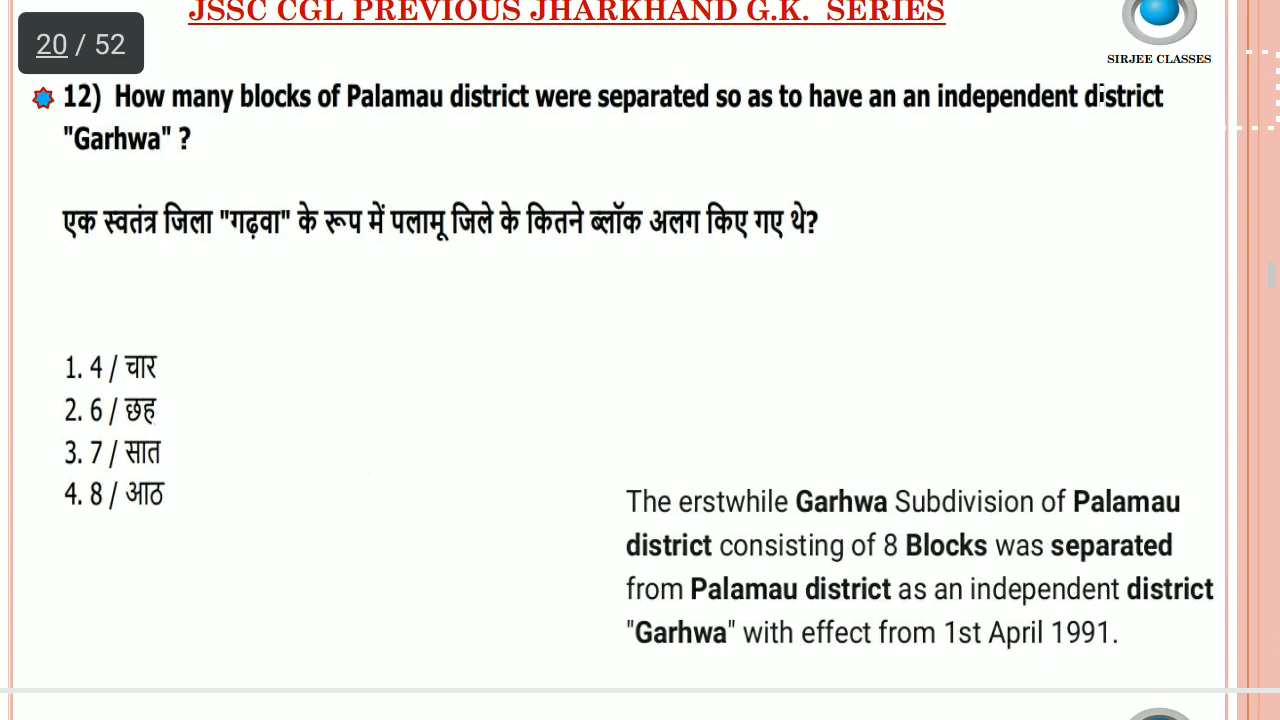 JSSC CGL PREVIOUS JHARKHAND G.K. SERIES
20 / 52
SIRJEE CLASSES
12) How many blocks of Palamau district were separated so as to have an an independent district
"Garhwa" ?
एक स्वतंत्र जिला "गढ़वा" के रूप में पलामू जिले के कितने ब्लॉक अलग किए गए थे?
1. 4 / चार
2. 6 / छह
3. 7 / सात
4. 8 / आठ
The erstwhile Garhwa Subdivision of Palamau
district consisting of 8 Blocks was separated
from Palamau district as an independent district
"Garhwa" with effect from 1st April 1991.